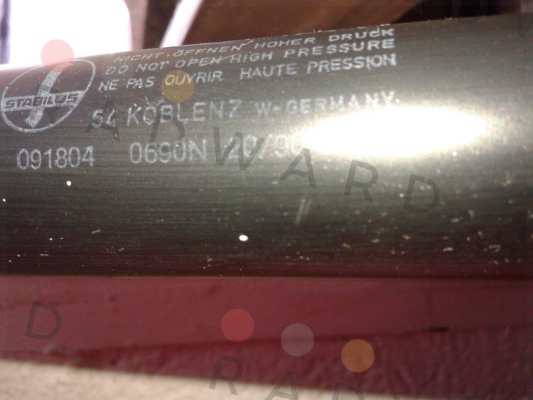 NICHT ÖFFNEN HOHER DRUCK
DO NOT OPEN HIGH PRESSURE
NE PAS OUVRIR HAUTE PRESSION
STABILUS
54 KOBLENZ W-GERMANY.
091804 0690N